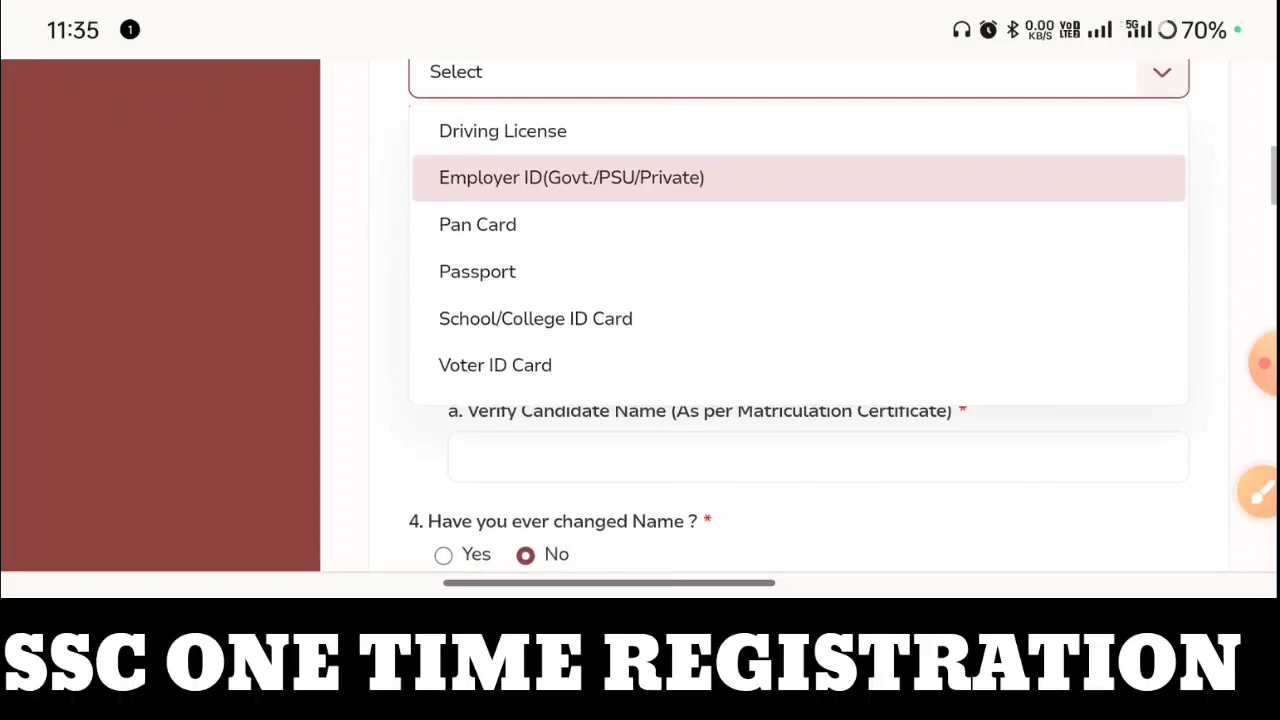 11:35 1 0.00 KB/S VoD LTED 5G 70%
Select
Driving License
Employer ID(Govt./PSU/Private)
Pan Card
Passport
School/College ID Card
Voter ID Card
a. Verify Candidate Name (As per Matriculation Certificate) *
4. Have you ever changed Name ? *
Yes No
SSC ONE TIME REGISTRATION